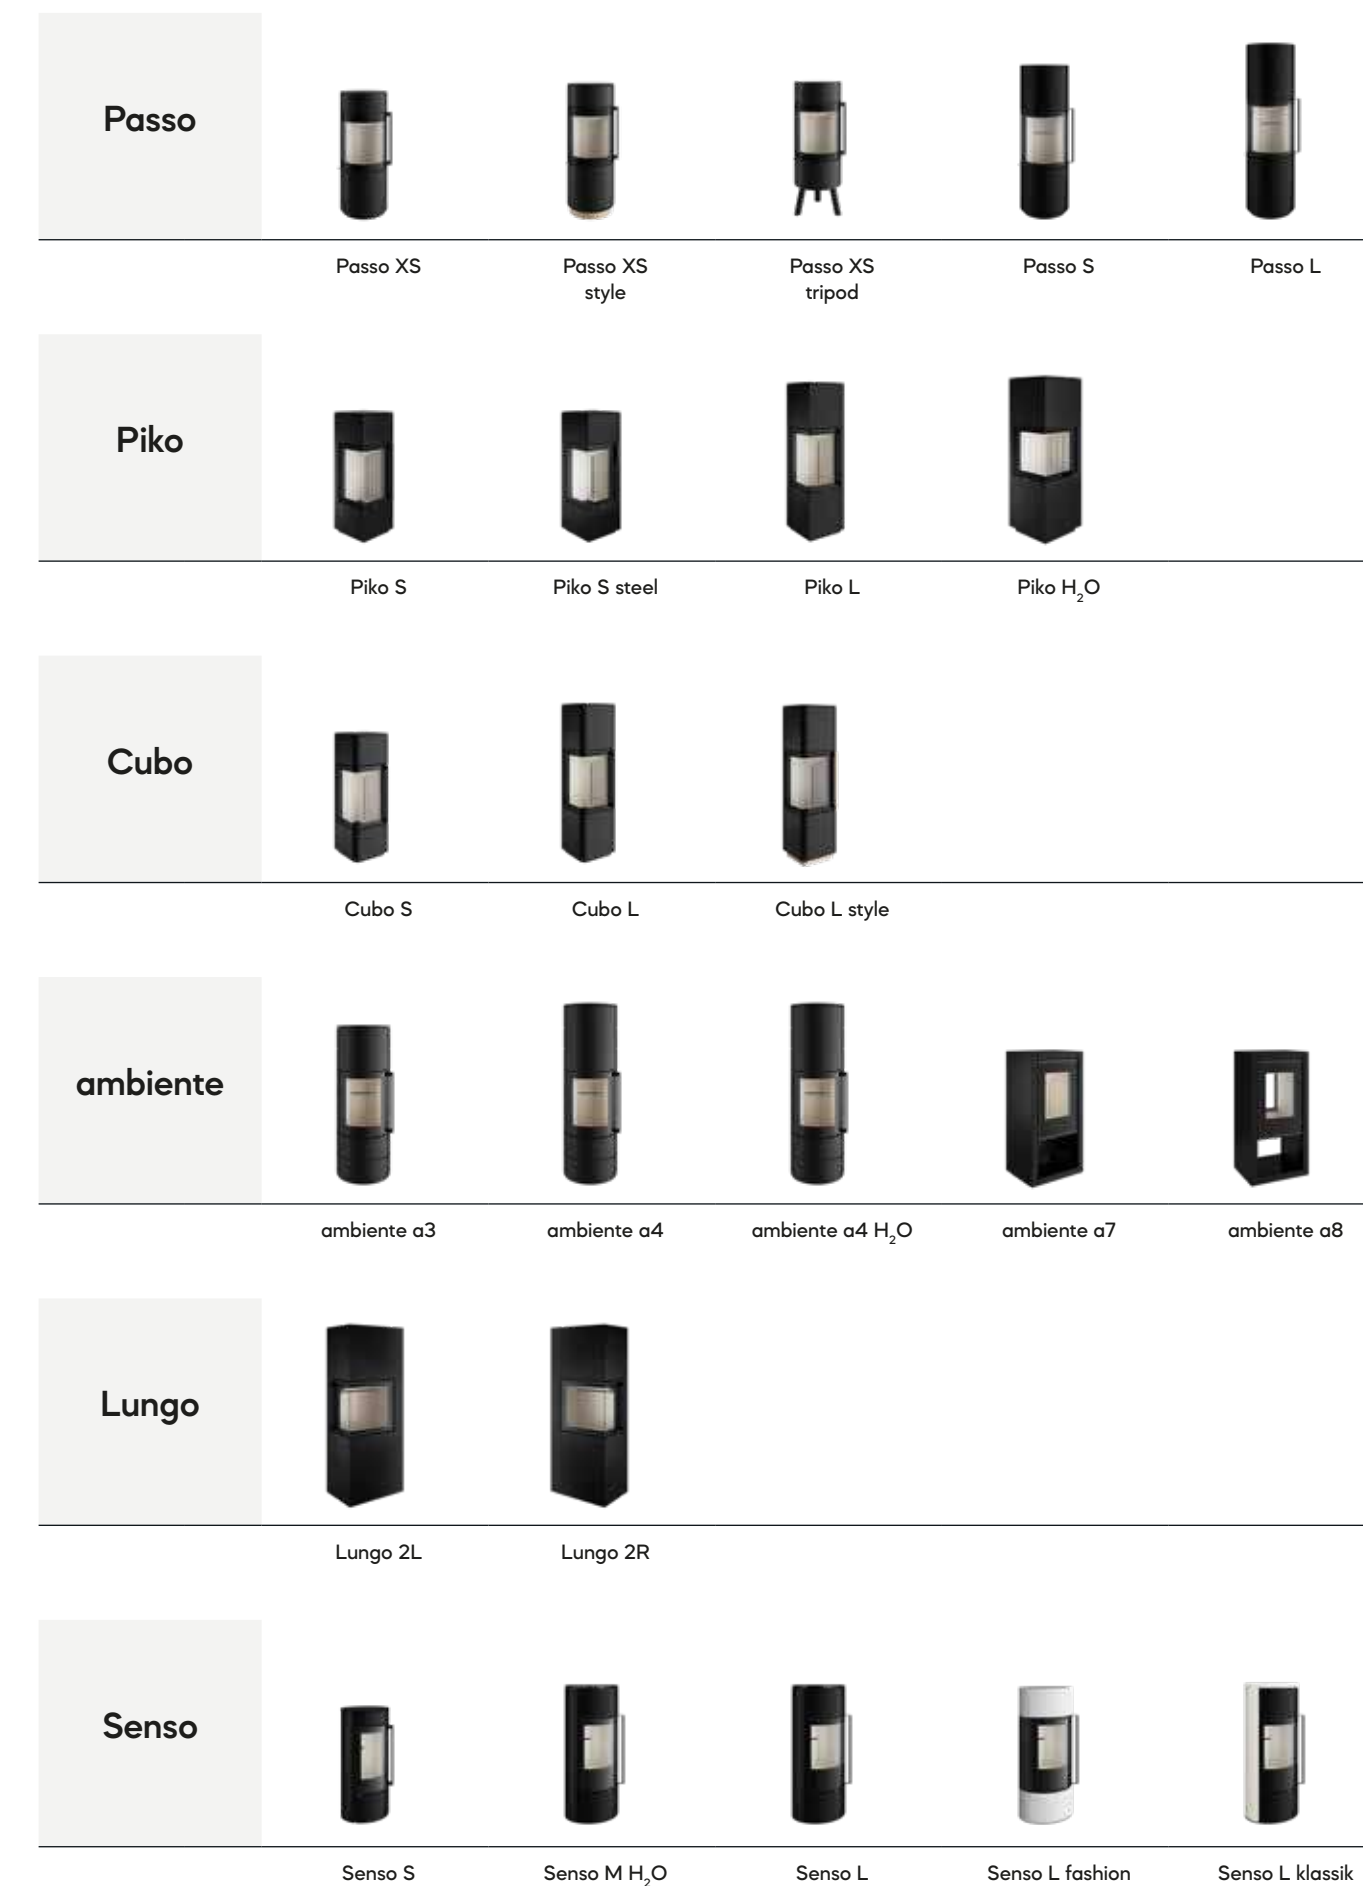 Passo
Passo XS
Passo XS
style
Passo XS
tripod
Passo S
Passo L
Piko
Piko S
Piko S steel
Piko L
Piko H₂O
Cubo
Cubo S
Cubo L
Cubo L style
ambiente
ambiente a3
ambiente a4
ambiente a4 H₂O
ambiente a7
ambiente a8
Lungo
Lungo 2L
Lungo 2R
Senso
Senso S
Senso M H₂O
Senso L
Senso L fashion
Senso L klassik